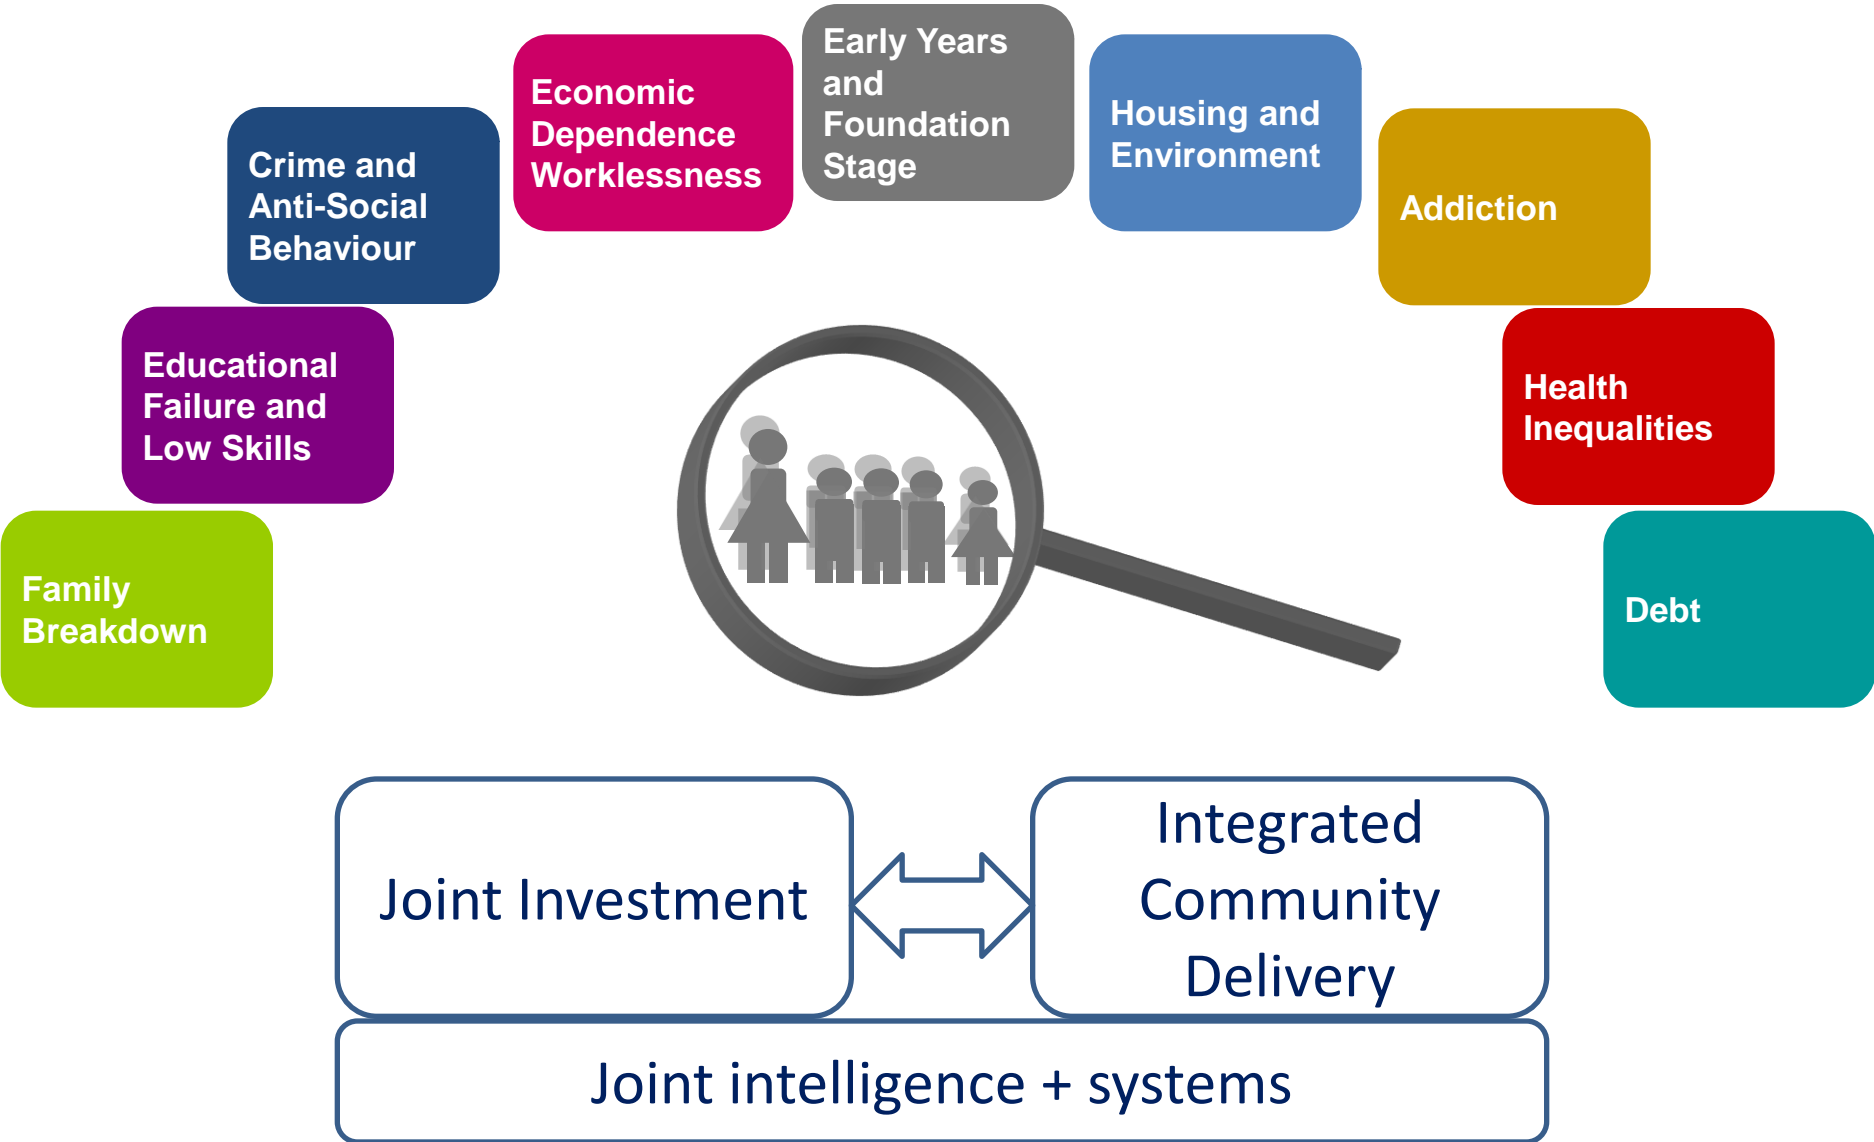 Early Years
and
Foundation
Stage
Economic
Dependence
Worklessness
Housing and
Environment
Crime and
Anti-Social
Behaviour
Addiction
Educational
Failure and
Low Skills
Health
Inequalities
Family
Breakdown
Debt
Joint Investment
Integrated
Community
Delivery
Joint intelligence + systems